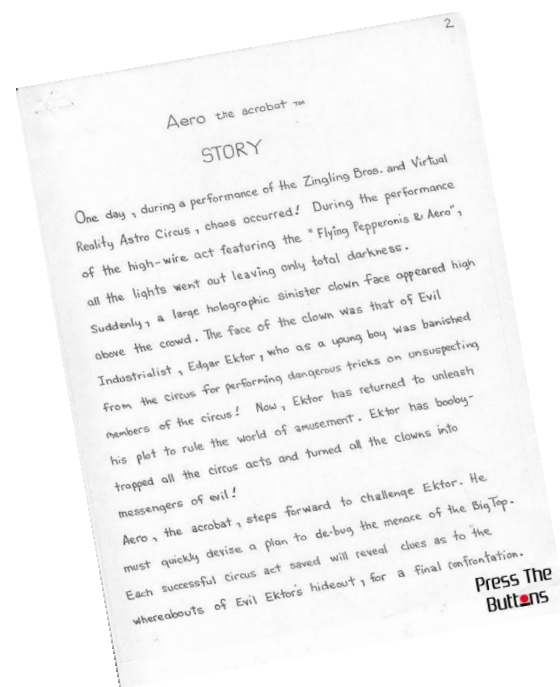 2
Aero the acrobat ™
STORY
One day, during a performance of the Zingling Bros. and Virtual
Reality Astro Circus, chaos occurred! During the performance
of the high-wire act featuring the "Flying Pepperonis & Aero",
all the lights went out leaving only total darkness.
Suddenly, a large holographic sinister clown face appeared high
above the crowd. The face of the clown was that of Evil
Industrialist, Edgar Ektor, who as a young boy was banished
from the circus for performing dangerous tricks on unsuspecting
members of the circus! Now, Ektor has returned to unleash
his plot to rule the world of amusement. Ektor has booby-
trapped all the circus acts and turned all the clowns into
messengers of evil!
Aero, the acrobat, steps forward to challenge Ektor. He
must quickly devise a plan to de-bug the menace of the Big Top.
Each successful circus act saved will reveal clues as to the
whereabouts of Evil Ektor's hideout, for a final confrontation.
Press The
Buttons